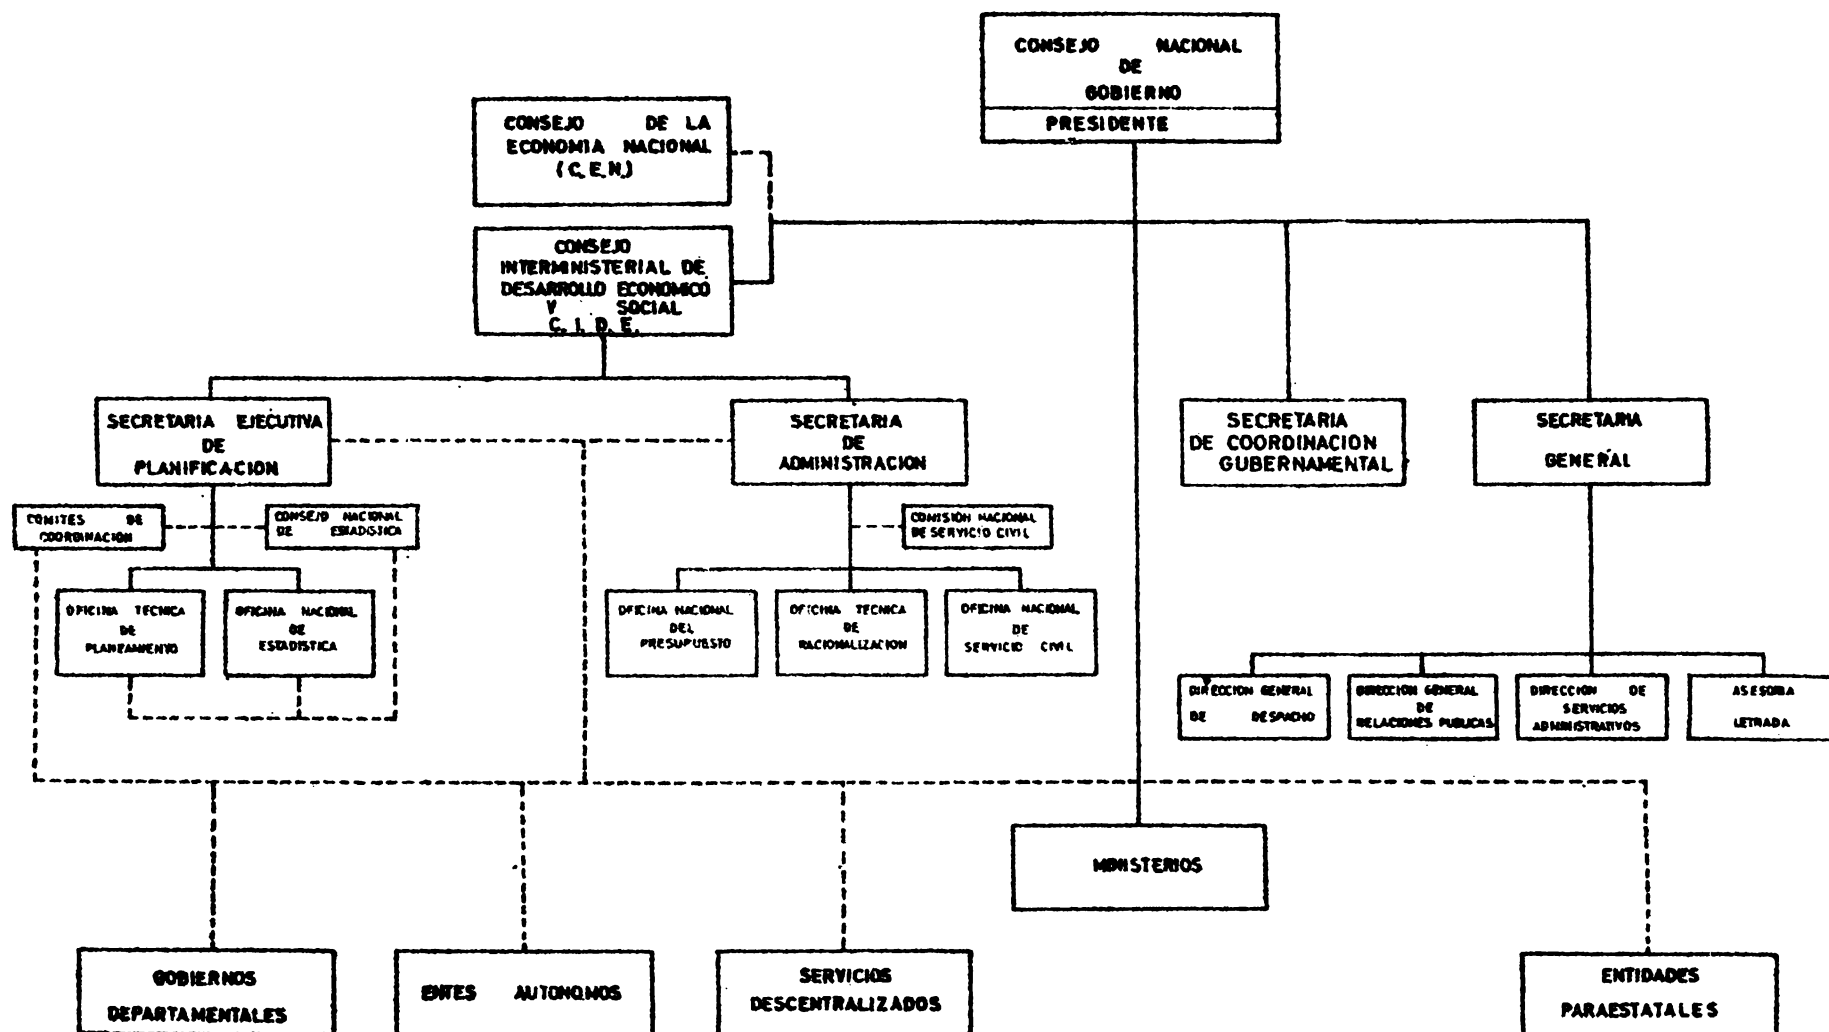 CONSEJO NACIONAL
DE
GOBIERNO
PRESIDENTE
CONSEJO DE LA
ECONOMIA NACIONAL
(C.E.N.)
CONSEJO
INTERMINISTERIAL DE
DESARROLLO ECONOMICO
Y SOCIAL
C. I. D. E.
SECRETARIA EJECUTIVA
DE
PLANIFICACION
SECRETARIA
DE
ADMINISTRACION
SECRETARIA
DE COORDINACION
GUBERNAMENTAL
SECRETARIA
GENERAL
COMITES DE
COORDINACION
CONSEJO NACIONAL
DE ESTADISTICA
COMISION NACIONAL
DE SERVICIO CIVIL
OFICINA TECNICA
DE
PLANEAMIENTO
OFICINA NACIONAL
DE
ESTADISTICA
OFICINA NACIONAL
DEL
PRESUPUESTO
OFICINA TECNICA
DE
RACIONALIZACION
OFICINA NACIONAL
DE
SERVICIO CIVIL
DIRECCION GENERAL
DE DESPACHO
DIRECCION GENERAL
DE
RELACIONES PUBLICAS
DIRECCION DE
SERVICIOS
ADMINISTRATIVOS
ASESORIA
LETRADA
MINISTERIOS
GOBIERNOS
DEPARTAMENTALES
ENTES AUTONOMOS
SERVICIOS
DESCENTRALIZADOS
ENTIDADES
PARAESTATALES